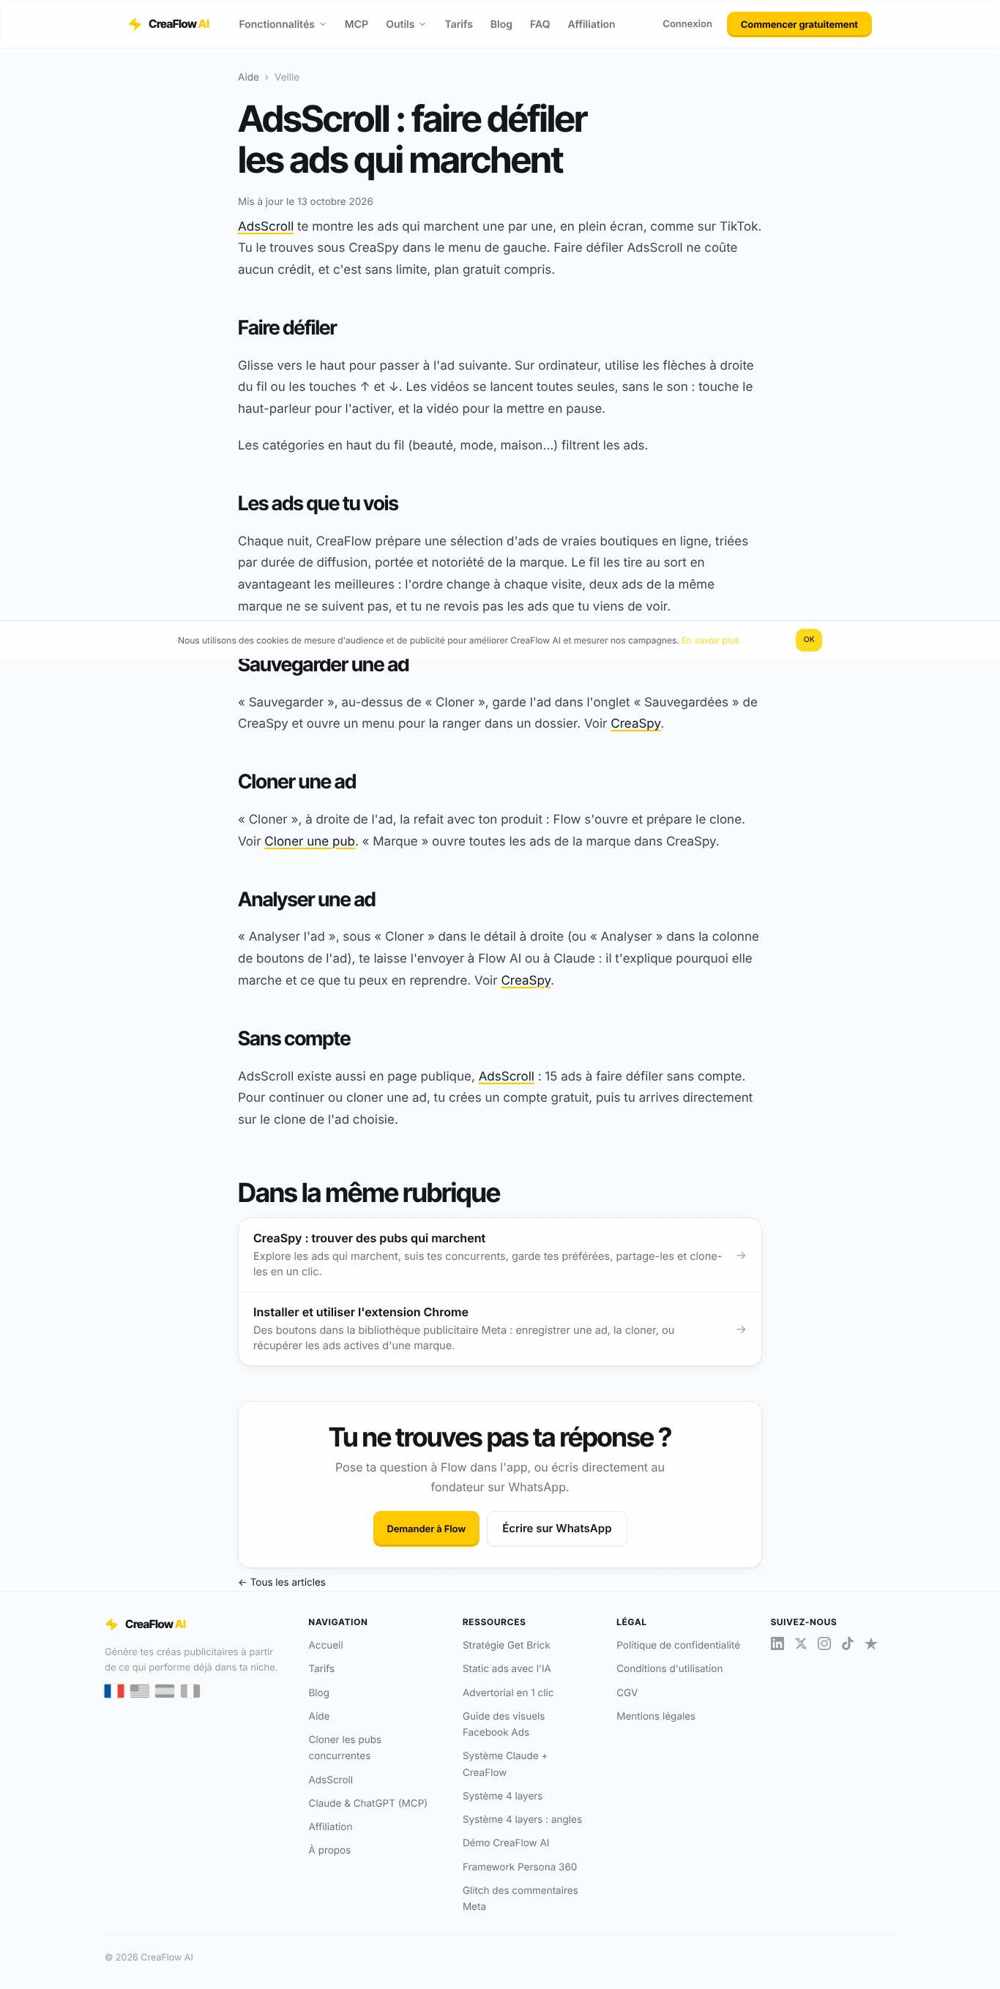 CreaFlow AI
Fonctionnalités
MCP
Outils
Tarifs
Blog
FAQ
Affiliation
Connexion
Commencer gratuitement
Aide › Veille
AdsScroll : faire défiler
les ads qui marchent
Mis à jour le 13 octobre 2026
AdsScroll te montre les ads qui marchent une par une, en plein écran, comme sur TikTok.
Tu le trouves sous CreaSpy dans le menu de gauche. Faire défiler AdsScroll ne coûte
aucun crédit, et c'est sans limite, plan gratuit compris.
Faire défiler
Glisse vers le haut pour passer à l'ad suivante. Sur ordinateur, utilise les flèches à droite
du fil ou les touches ↑ et ↓. Les vidéos se lancent toutes seules, sans le son : touche le
haut-parleur pour l'activer, et la vidéo pour la mettre en pause.
Les catégories en haut du fil (beauté, mode, maison…) filtrent les ads.
Les ads que tu vois
Chaque nuit, CreaFlow prépare une sélection d'ads de vraies boutiques en ligne, triées
par durée de diffusion, portée et notoriété de la marque. Le fil les tire au sort en
avantageant les meilleures : l'ordre change à chaque visite, deux ads de la même
marque ne se suivent pas, et tu ne revois pas les ads que tu viens de voir.
Nous utilisons des cookies de mesure d'audience et de publicité pour améliorer CreaFlow AI et mesurer nos campagnes. En savoir plus
OK
Sauvegarder une ad
« Sauvegarder », au-dessus de « Cloner », garde l'ad dans l'onglet « Sauvegardées » de
CreaSpy et ouvre un menu pour la ranger dans un dossier. Voir CreaSpy.
Cloner une ad
« Cloner », à droite de l'ad, la refait avec ton produit : Flow s'ouvre et prépare le clone.
Voir Cloner une pub. « Marque » ouvre toutes les ads de la marque dans CreaSpy.
Analyser une ad
« Analyser l'ad », sous « Cloner » dans le détail à droite (ou « Analyser » dans la colonne
de boutons de l'ad), te laisse l'envoyer à Flow AI ou à Claude : il t'explique pourquoi elle
marche et ce que tu peux en reprendre. Voir CreaSpy.
Sans compte
AdsScroll existe aussi en page publique, AdsScroll : 15 ads à faire défiler sans compte.
Pour continuer ou cloner une ad, tu crées un compte gratuit, puis tu arrives directement
sur le clone de l'ad choisie.
Dans la même rubrique
CreaSpy : trouver des pubs qui marchent
Explore les ads qui marchent, suis tes concurrents, garde tes préférées, partage-les et clone-
les en un clic.
→
Installer et utiliser l'extension Chrome
Des boutons dans la bibliothèque publicitaire Meta : enregistrer une ad, la cloner, ou
récupérer les ads actives d'une marque.
→
Tu ne trouves pas ta réponse ?
Pose ta question à Flow dans l'app, ou écris directement au
fondateur sur WhatsApp.
Demander à Flow
Écrire sur WhatsApp
← Tous les articles
CreaFlow AI
Génère tes créas publicitaires à partir
de ce qui performe déjà dans ta niche.
NAVIGATION
Accueil
Tarifs
Blog
Aide
Cloner les pubs
concurrentes
AdsScroll
Claude & ChatGPT (MCP)
Affiliation
À propos
RESSOURCES
Stratégie Get Brick
Static ads avec l'IA
Advertorial en 1 clic
Guide des visuels
Facebook Ads
Système Claude +
CreaFlow
Système 4 layers
Système 4 layers : angles
Démo CreaFlow AI
Framework Persona 360
Glitch des commentaires
Meta
LÉGAL
Politique de confidentialité
Conditions d'utilisation
CGV
Mentions légales
SUIVEZ-NOUS
© 2026 CreaFlow AI